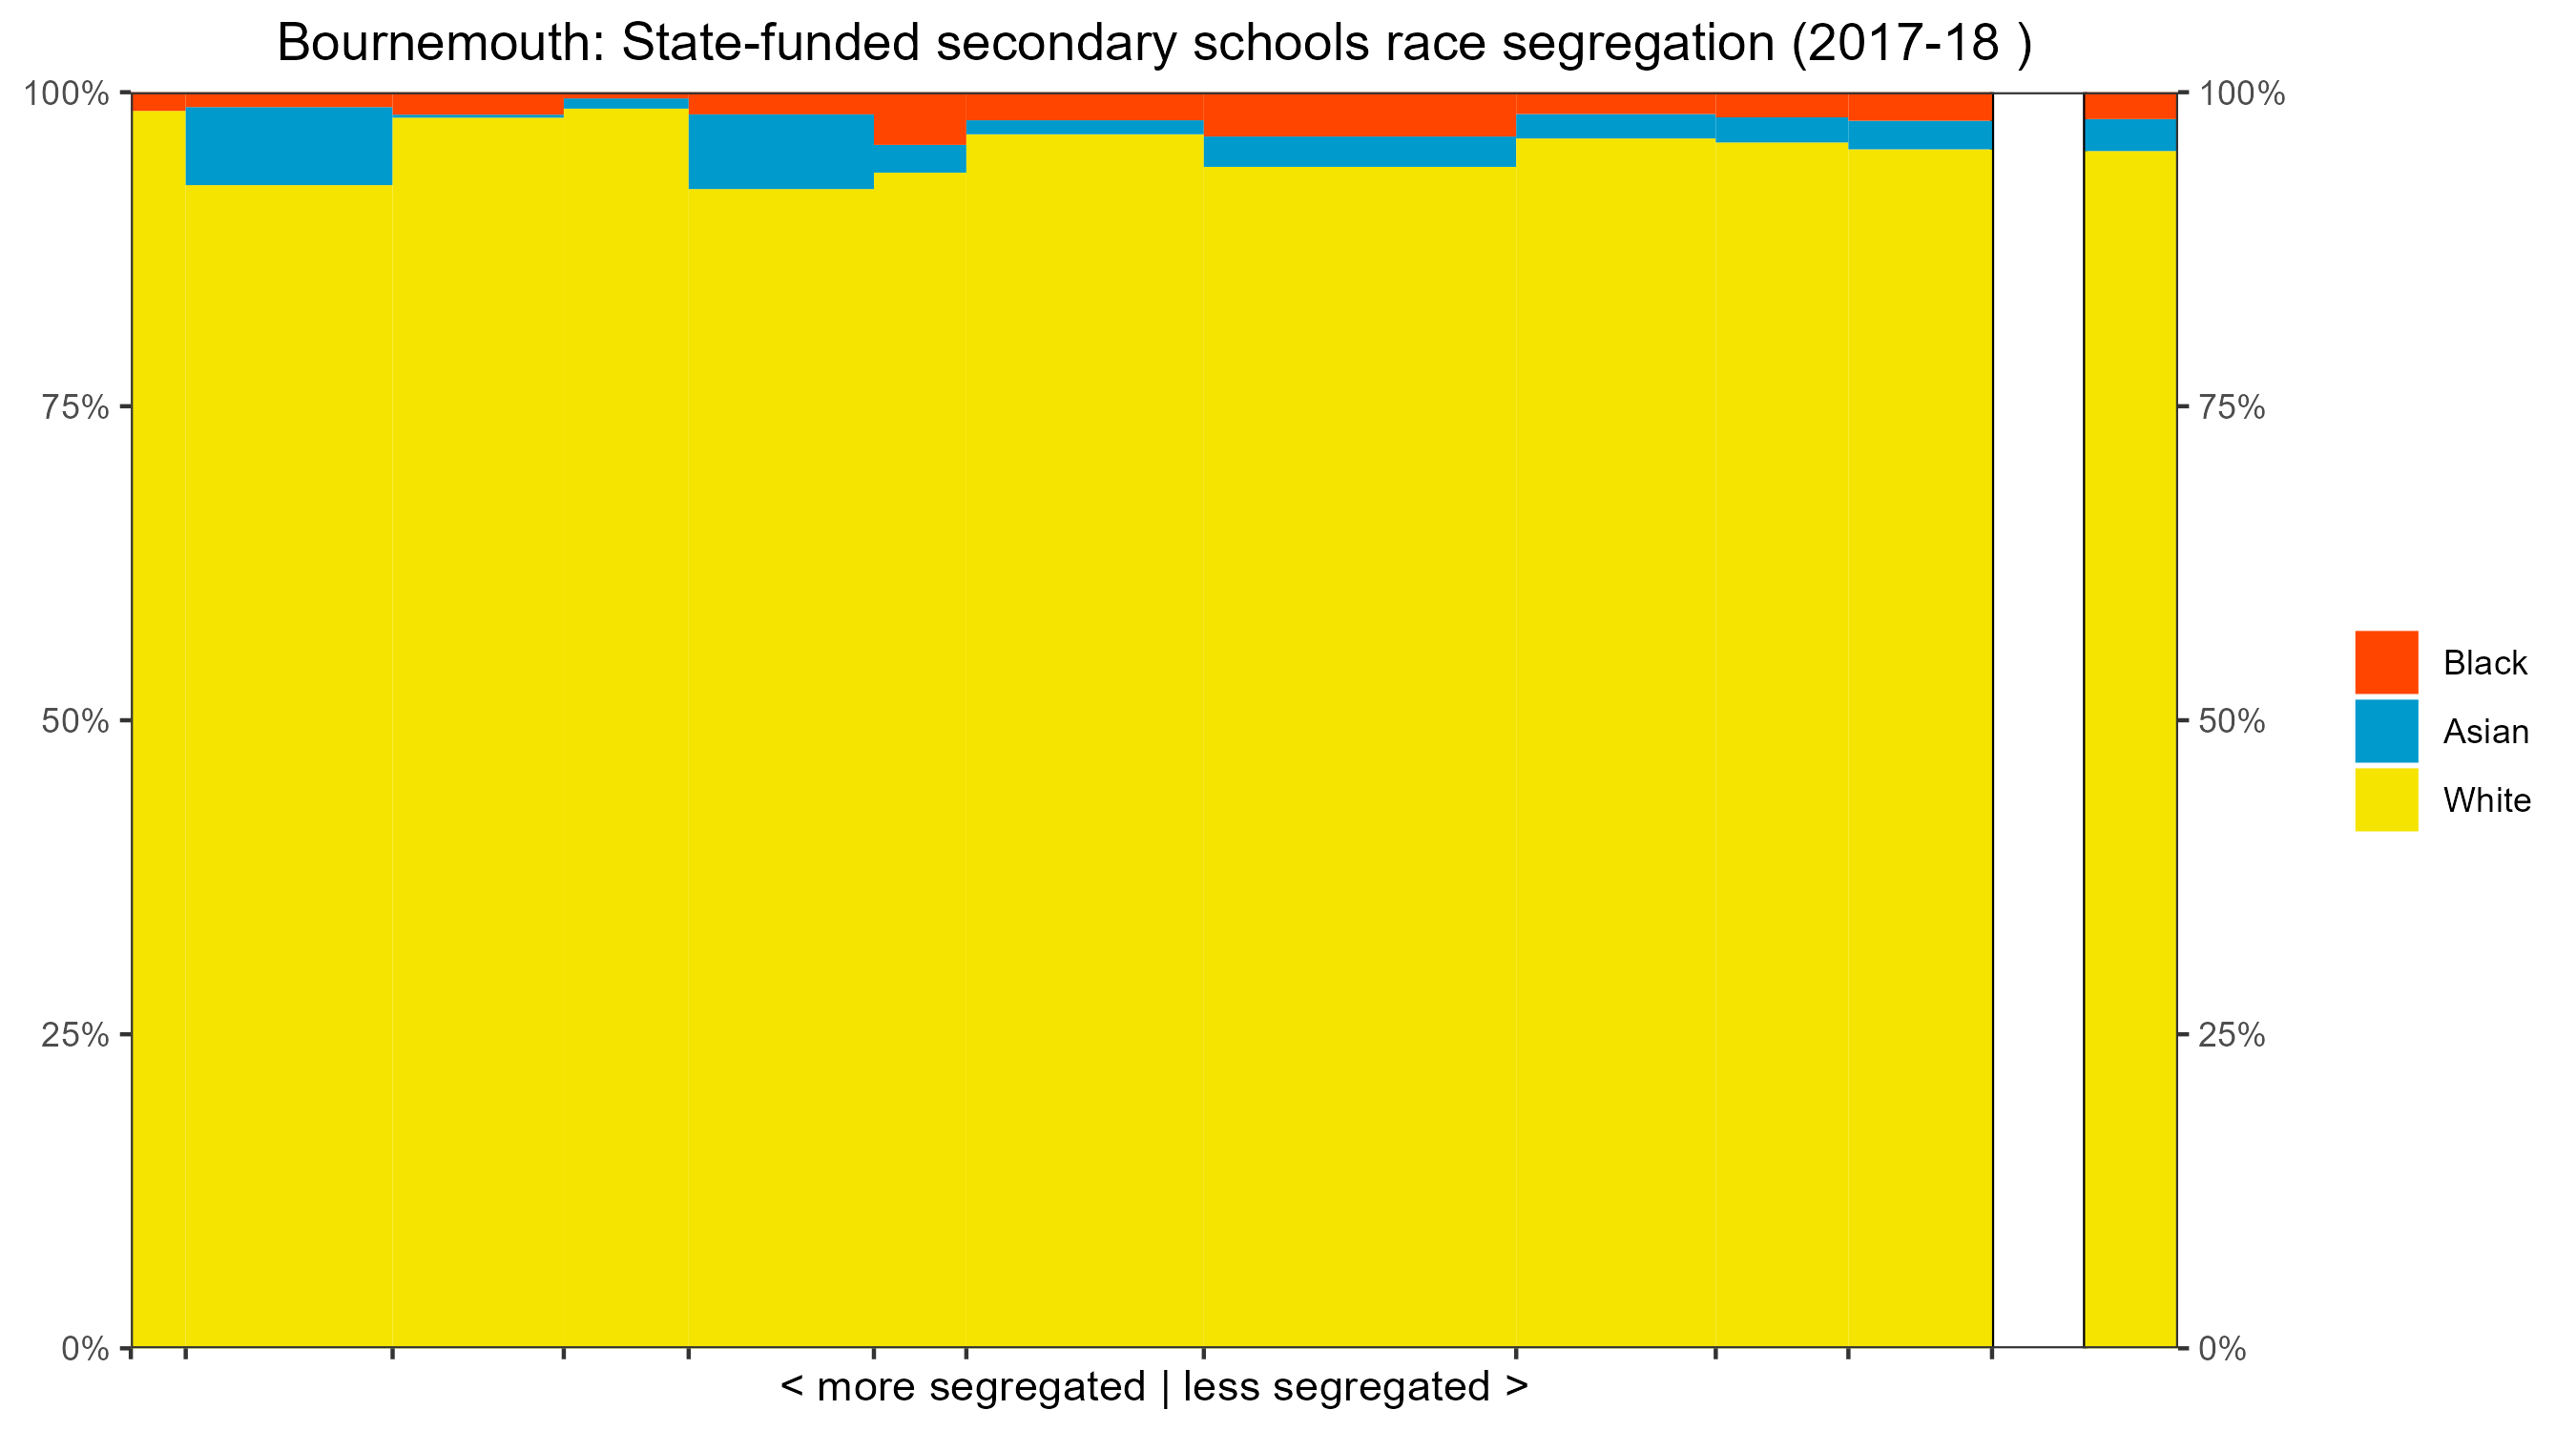 Bournemouth: State-funded secondary schools race segregation (2017-18 )
100%
75%
50%
25%
0%
100%
75%
50%
25%
0%
Black
Asian
White
< more segregated | less segregated >